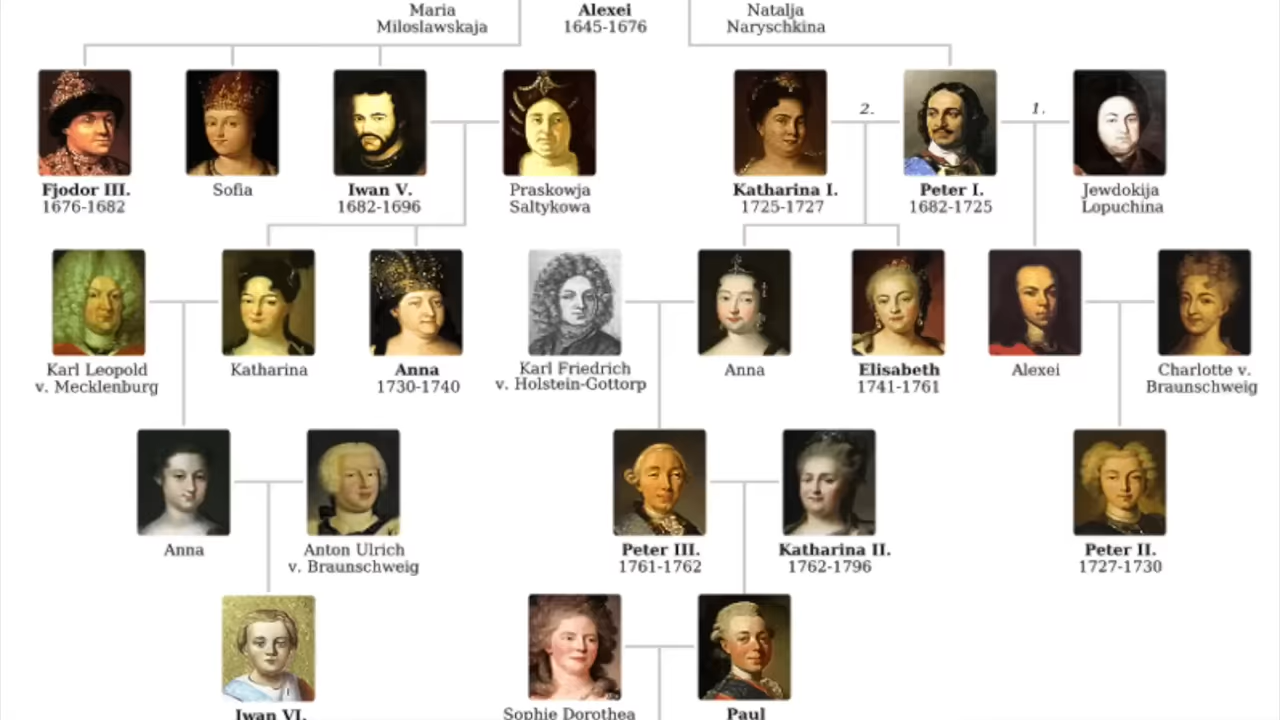 Maria
Miloslawskaja
Alexei
1645-1676
Natalja
Naryschkina
2.
1.
Fjodor III.
1676-1682
Sofia
Iwan V.
1682-1696
Praskowja
Saltykowa
Katharina I.
1725-1727
Peter I.
1682-1725
Jewdokija
Lopuchina
Karl Leopold
v. Mecklenburg
Katharina
Anna
1730-1740
Karl Friedrich
v. Holstein-Gottorp
Anna
Elisabeth
1741-1761
Alexei
Charlotte v.
Braunschweig
Anna
Anton Ulrich
v. Braunschweig
Peter III.
1761-1762
Katharina II.
1762-1796
Peter II.
1727-1730
Iwan VI.
Sophie Dorothea
Paul